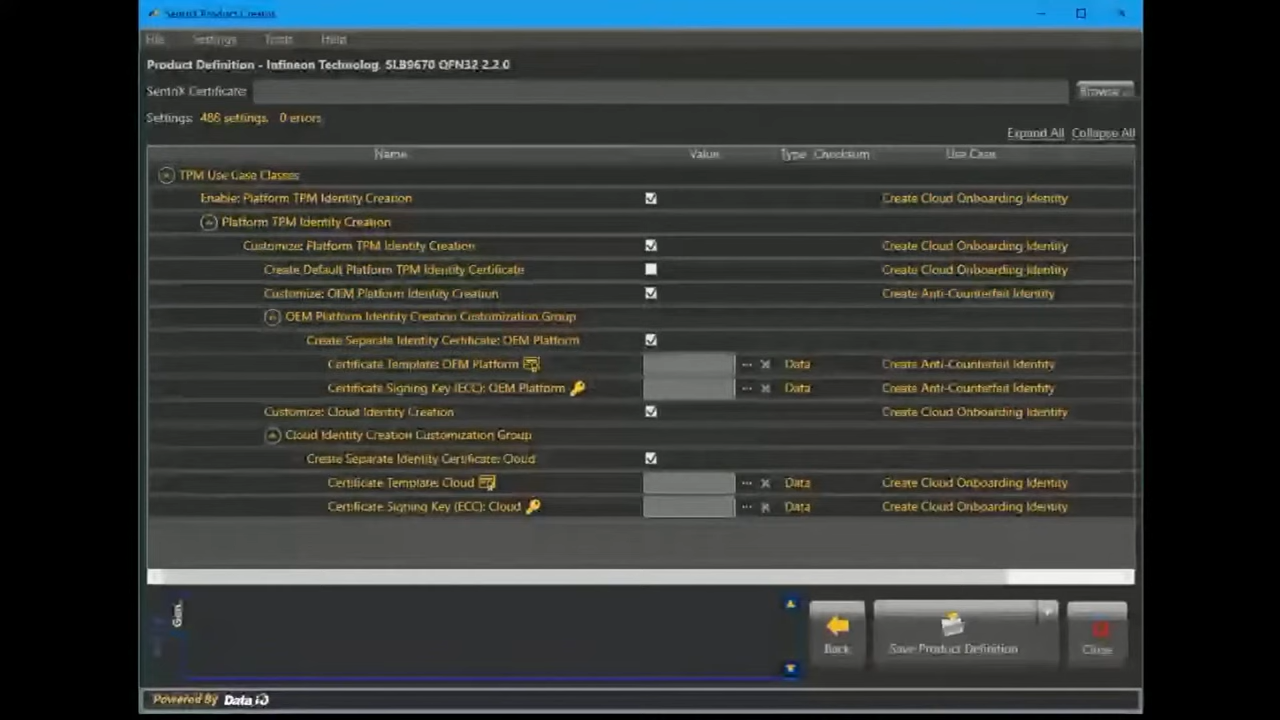 SentriX Product Creator
File Settings Tools Help
Product Definition - Infineon Technolog. SLB9670 QFN32 2.2.0
SentriX Certificate: Browse ...
Settings: 486 settings, 0 errors
Expand All Collapse All
Name Value Type Checksum Use Case
TPM Use Case Classes
Enable: Platform TPM Identity Creation Create Cloud Onboarding Identity
Platform TPM Identity Creation
Customize: Platform TPM Identity Creation Create Cloud Onboarding Identity
Create Default Platform TPM Identity Certificate Create Cloud Onboarding Identity
Customize: OEM Platform Identity Creation Create Anti-Counterfeit Identity
OEM Platform Identity Creation Customization Group
Create Separate Identity Certificate: OEM Platform
Certificate Template: OEM Platform ... Data Create Anti-Counterfeit Identity
Certificate Signing Key (ECC): OEM Platform ... Data Create Anti-Counterfeit Identity
Customize: Cloud Identity Creation Create Cloud Onboarding Identity
Cloud Identity Creation Customization Group
Create Separate Identity Certificate: Cloud
Certificate Template: Cloud ... Data Create Cloud Onboarding Identity
Certificate Signing Key (ECC): Cloud ... Data Create Cloud Onboarding Identity
Gen.
Back Save Product Definition Close
Powered By Data iO